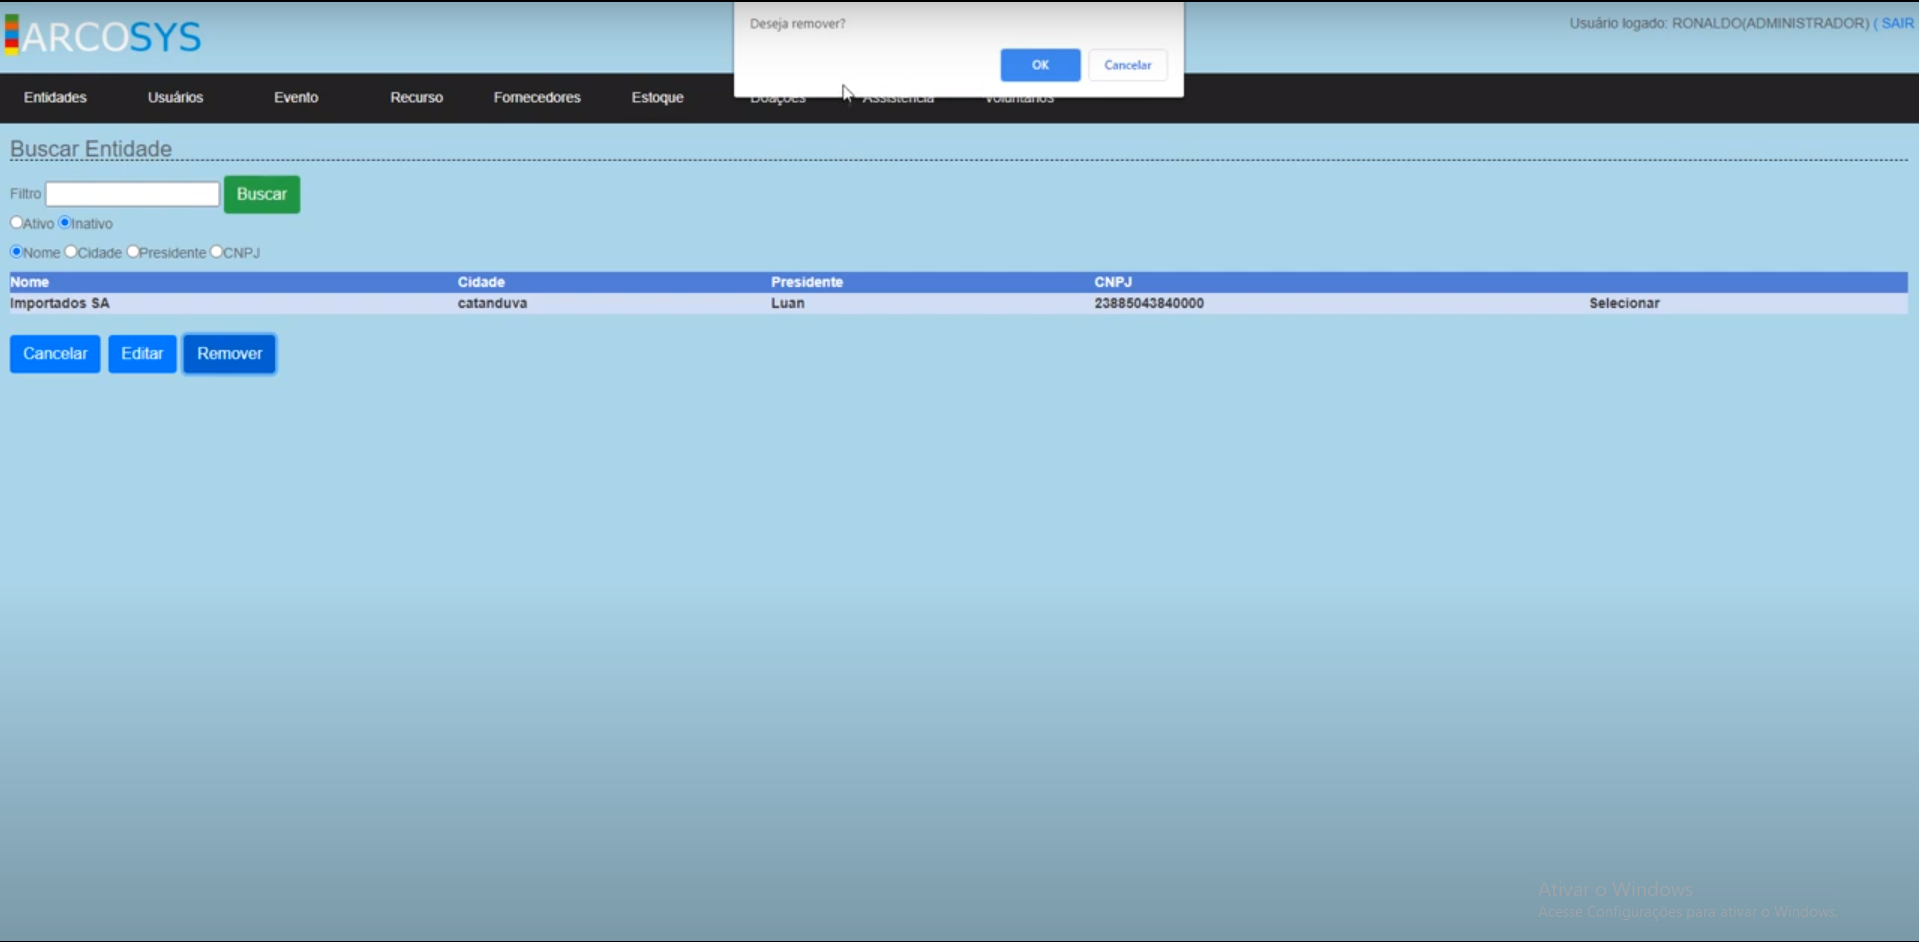 ARCOSYS
Deseja remover?
OK
Cancelar
Usuário logado: RONALDO(ADMINISTRADOR) ( SAIR
Entidades
Usuários
Evento
Recurso
Fornecedores
Estoque
Doações
Assistência
Voluntários
Buscar Entidade
Filtro
Buscar
Ativo Inativo
Nome Cidade Presidente CNPJ
Nome Cidade Presidente CNPJ
Importados SA catanduva Luan 23885043840000 Selecionar
Cancelar
Editar
Remover
Ativar o Windows
Acesse Configurações para ativar o Windows.